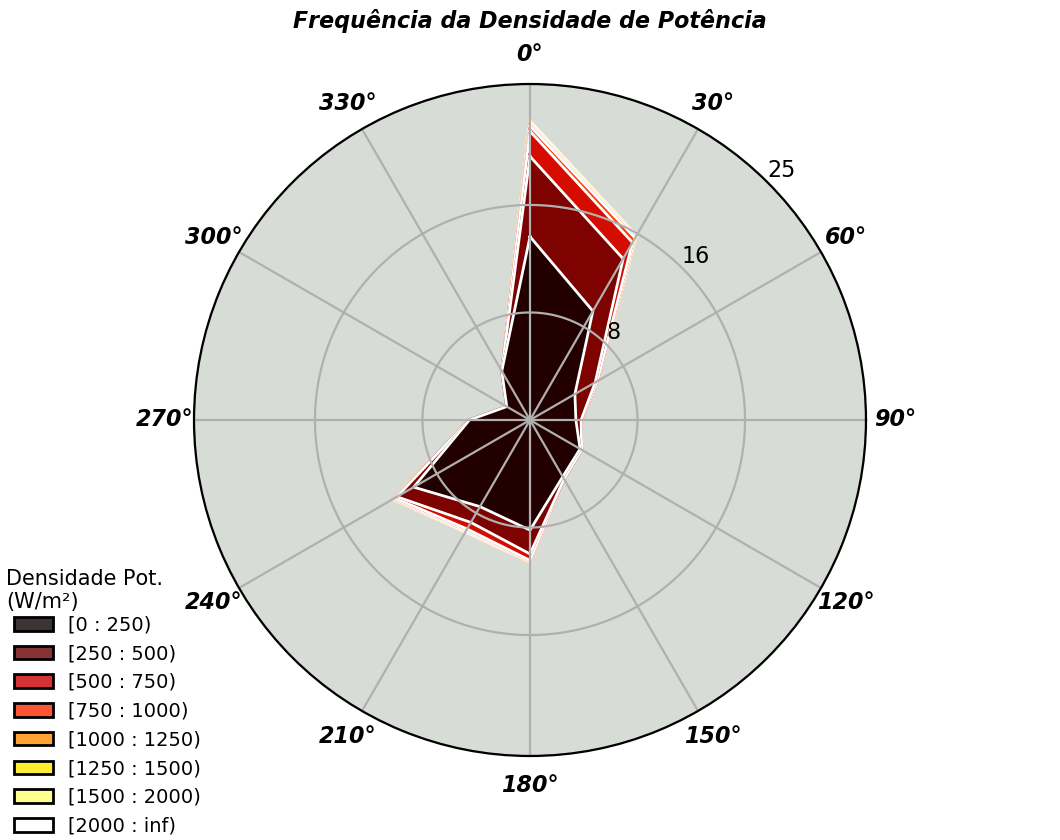 Frequência da Densidade de Potência
0°
330°
30°
25
300°
60°
16
8
270°
90°
240°
120°
210°
150°
180°
Densidade Pot.
(W/m²)
[0 : 250)
[250 : 500)
[500 : 750)
[750 : 1000)
[1000 : 1250)
[1250 : 1500)
[1500 : 2000)
[2000 : inf)